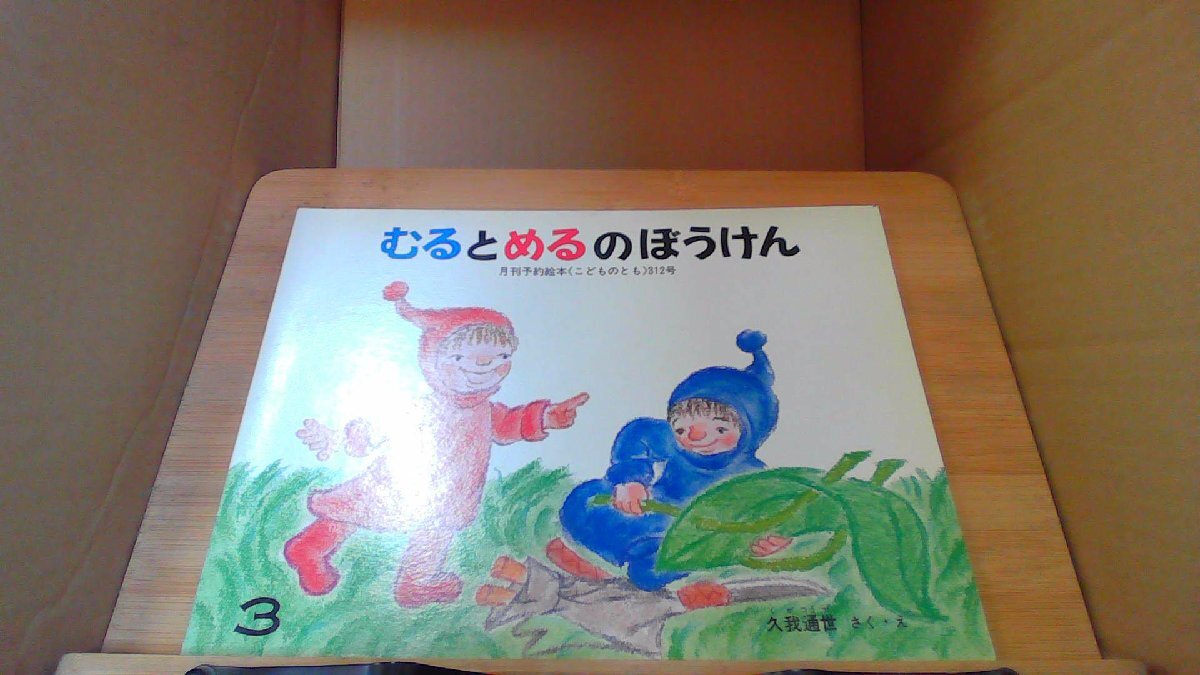 むるとめるのぼうけん
月刊予約絵本(こどものとも)312号
3
久我通世 さく・え